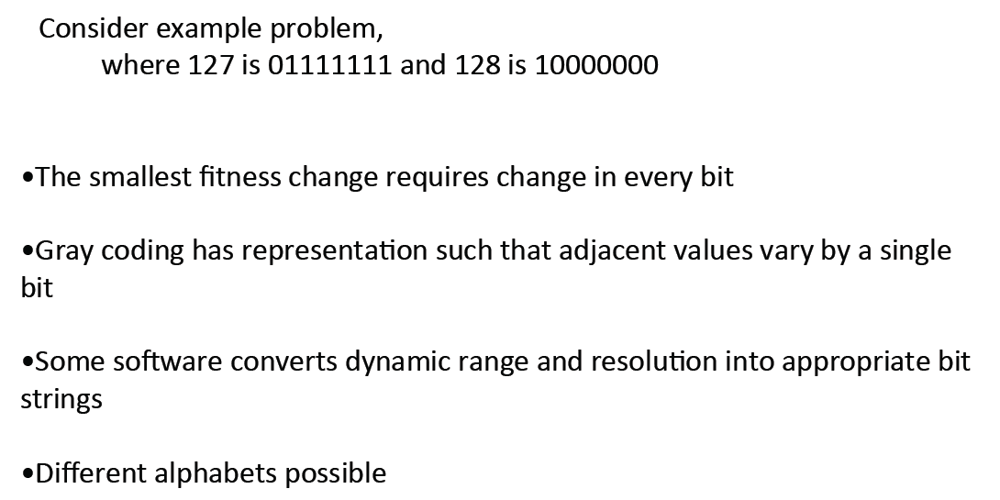 Consider example problem,
where 127 is 01111111 and 128 is 10000000
•The smallest fitness change requires change in every bit
•Gray coding has representation such that adjacent values vary by a single
bit
•Some software converts dynamic range and resolution into appropriate bit
strings
•Different alphabets possible